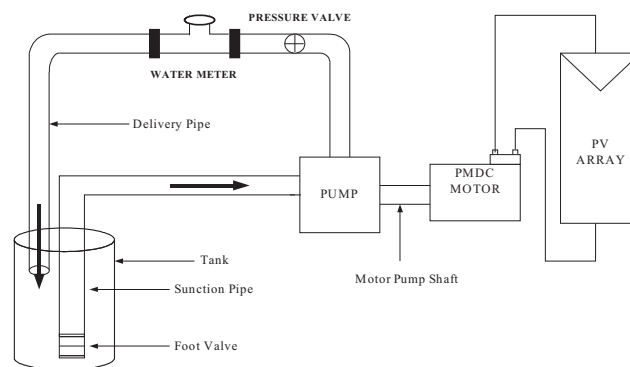 PRESSURE VALVE
WATER METER
Delivery Pipe
PUMP
PMDC
MOTOR
PV
ARRAY
Tank
Sunction Pipe
Foot Valve
Motor Pump Shaft